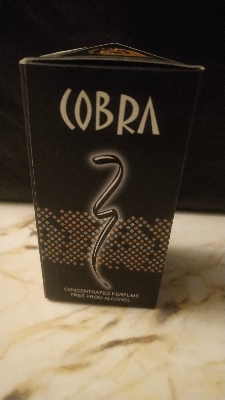 COBRA
CONCENTRATED PERFUME
FREE FROM ALCOHOL